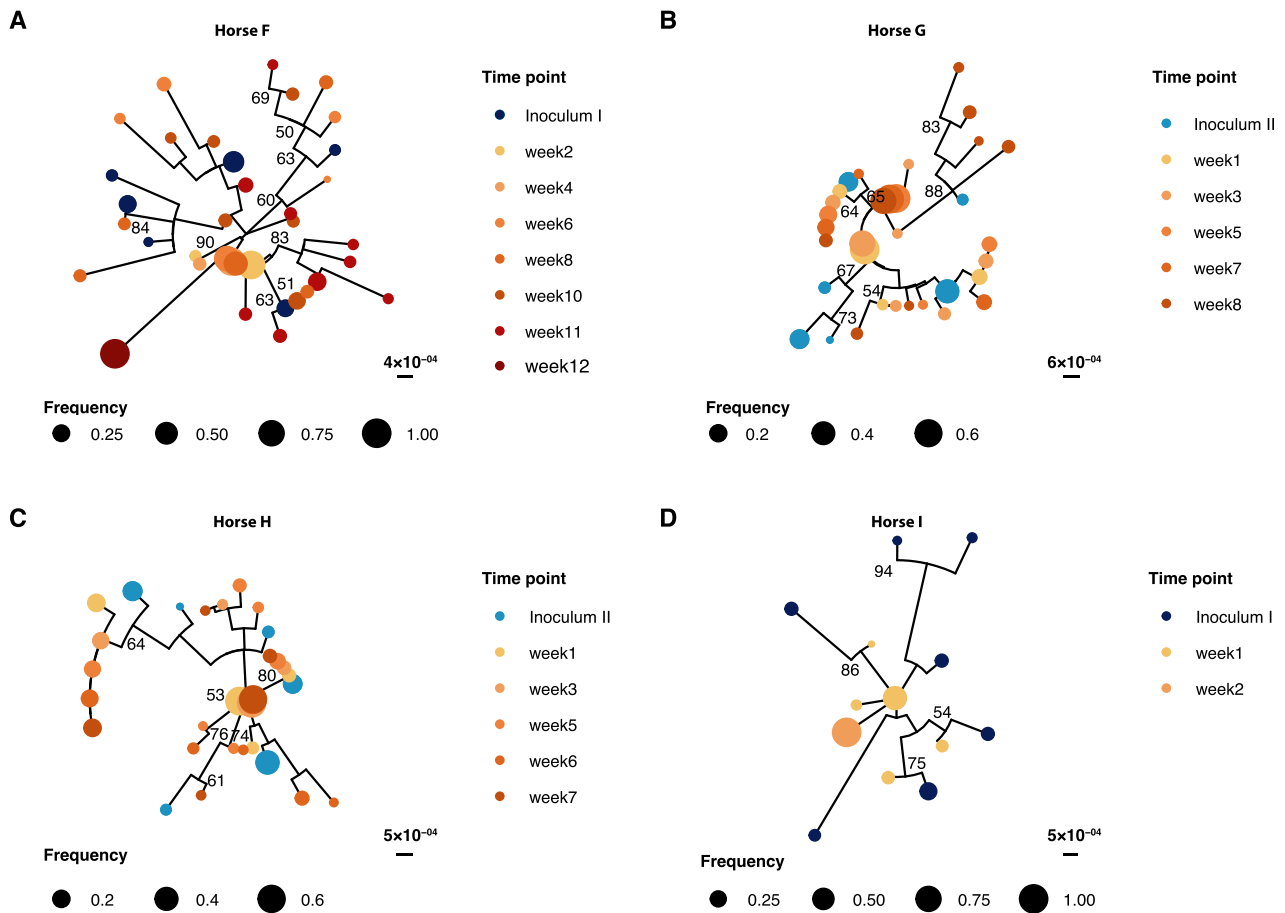 A
Horse F
69
50
63
60
84
90
83
51
63
Time point
Inoculum I
week2
week4
week6
week8
week10
week11
week12
4×10⁻⁰⁴
Frequency
0.25 0.50 0.75 1.00
B
Horse G
83
88
65
64
67
54
73
Time point
Inoculum II
week1
week3
week5
week7
week8
6×10⁻⁰⁴
Frequency
0.2 0.4 0.6
C
Horse H
64
80
53
76 74
61
Time point
Inoculum II
week1
week3
week5
week6
week7
5×10⁻⁰⁴
Frequency
0.2 0.4 0.6
D
Horse I
94
86
54
75
Time point
Inoculum I
week1
week2
5×10⁻⁰⁴
Frequency
0.25 0.50 0.75 1.00